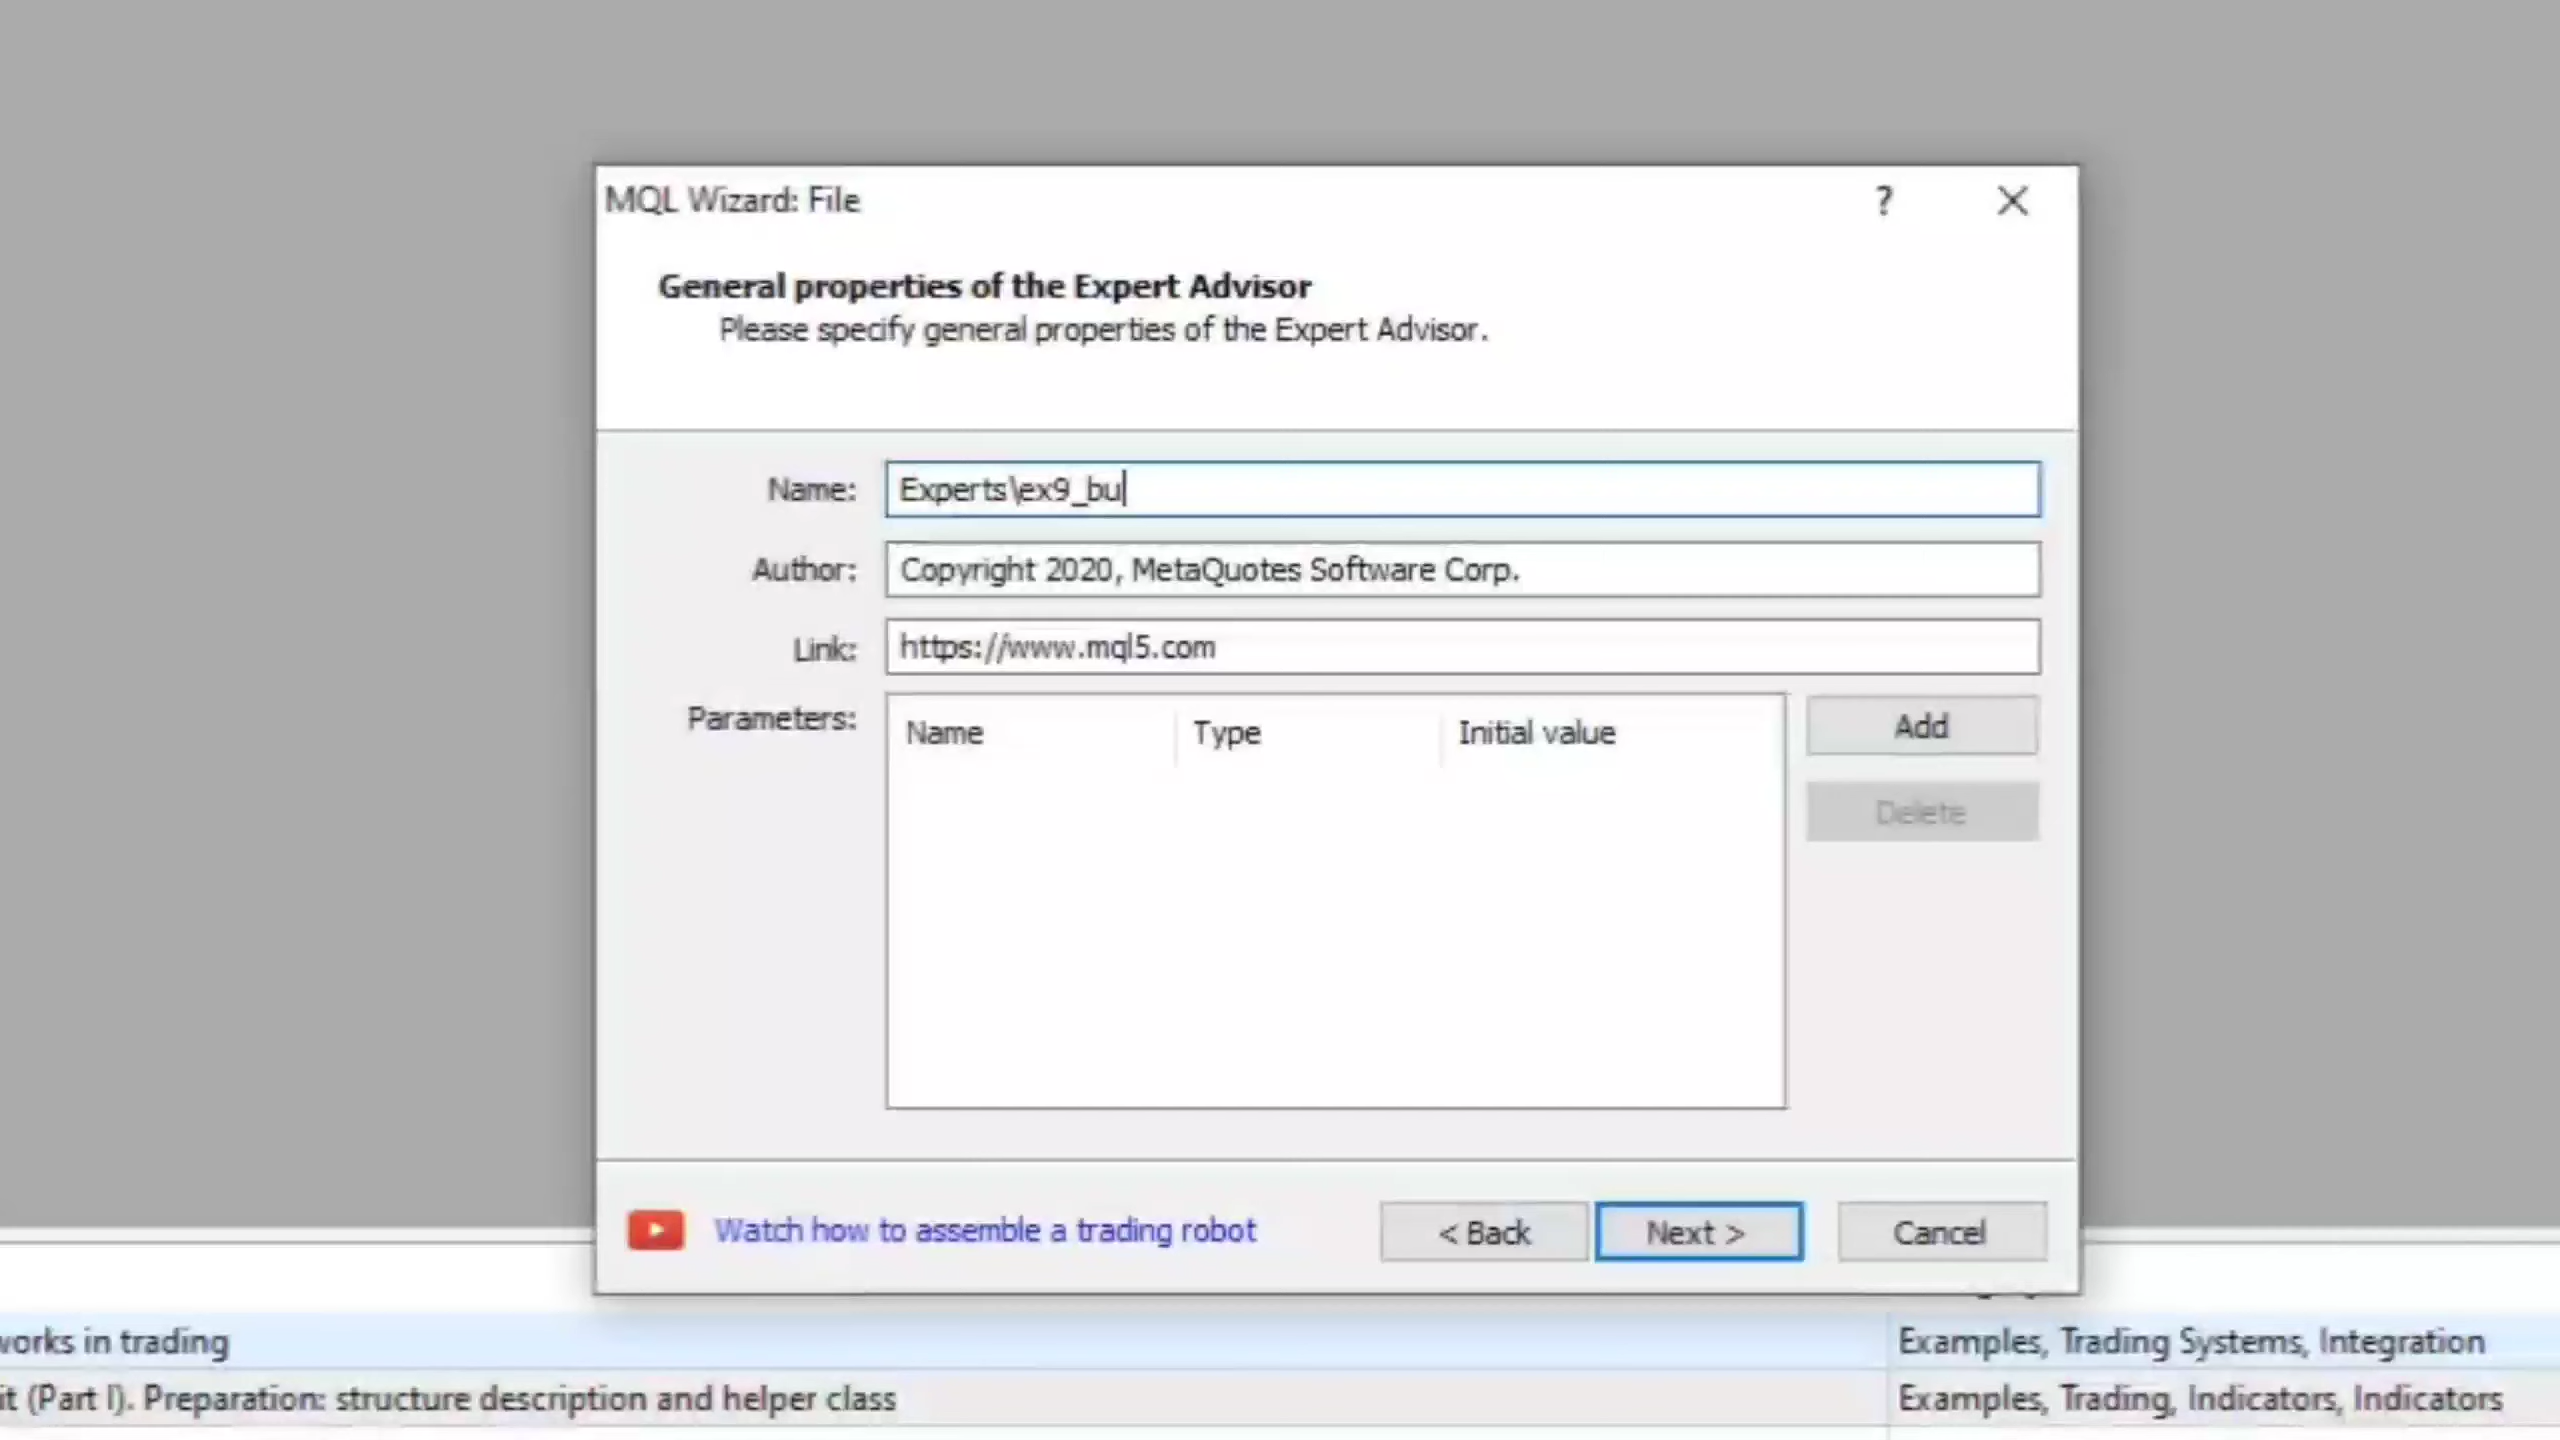 MQL Wizard: File
?
General properties of the Expert Advisor
Please specify general properties of the Expert Advisor.
Name: Experts\ex9_bu
Author: Copyright 2020, MetaQuotes Software Corp.
Link: https://www.mql5.com
Parameters: Name Type Initial value
Add
Delete
Watch how to assemble a trading robot < Back Next > Cancel
works in trading Examples, Trading Systems, Integration
it (Part I). Preparation: structure description and helper class Examples, Trading, Indicators, Indicators